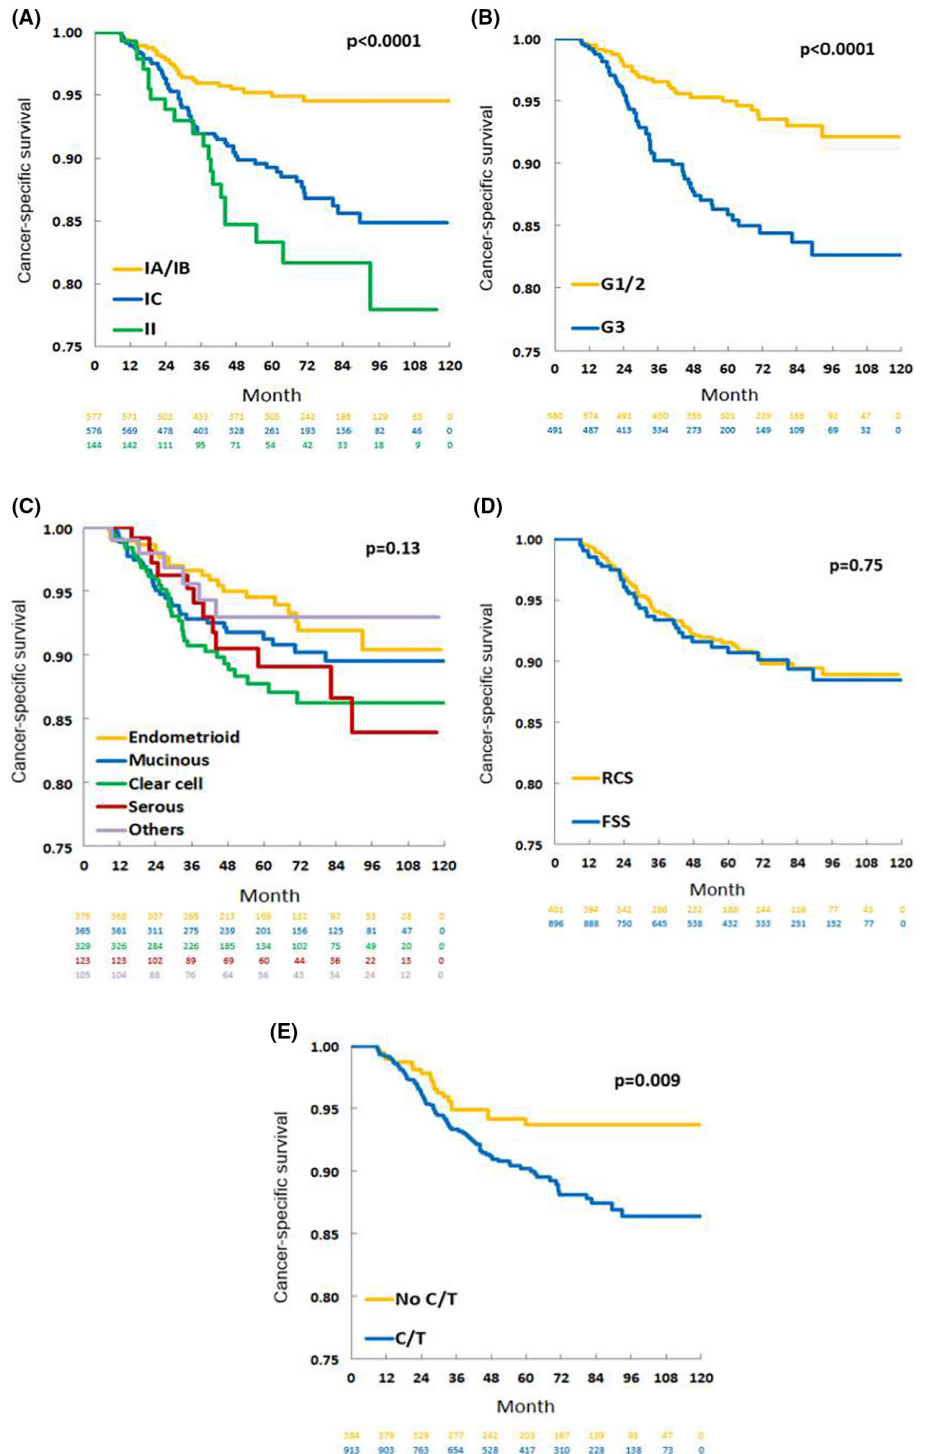 (A)
p<0.0001
Cancer-specific survival
1.00
0.95
0.90
0.85
0.80
0.75
IA/IB
IC
II
0 12 24 36 48 60 72 84 96 108 120
Month
577 571 503 433 371 305 242 198 129 65 0
576 569 478 403 328 261 193 136 82 46 0
144 142 111 95 71 54 42 33 18 9 0
(B)
p<0.0001
Cancer-specific survival
1.00
0.95
0.90
0.85
0.80
0.75
G1/2
G3
0 12 24 36 48 60 72 84 96 108 120
Month
580 574 491 430 355 301 239 168 92 47 0
491 487 413 334 273 200 149 109 69 32 0
(C)
p=0.13
Cancer-specific survival
1.00
0.95
0.90
0.85
0.80
0.75
Endometrioid
Mucinous
Clear cell
Serous
Others
0 12 24 36 48 60 72 84 96 108 120
Month
375 368 307 265 213 169 132 97 53 28 0
365 361 311 275 239 201 156 125 81 47 0
329 326 284 226 185 134 102 75 49 20 0
123 123 102 89 69 60 44 36 22 13 0
105 104 88 76 64 56 43 34 24 12 0
(D)
p=0.75
Cancer-specific survival
1.00
0.95
0.90
0.85
0.80
0.75
RCS
FSS
0 12 24 36 48 60 72 84 96 108 120
Month
401 394 342 286 232 188 144 116 77 43 0
896 888 750 645 538 432 333 251 152 77 0
(E)
p=0.009
Cancer-specific survival
1.00
0.95
0.90
0.85
0.80
0.75
No C/T
C/T
0 12 24 36 48 60 72 84 96 108 120
Month
384 379 329 277 242 203 167 139 91 47 0
913 903 763 654 528 417 310 228 138 73 0